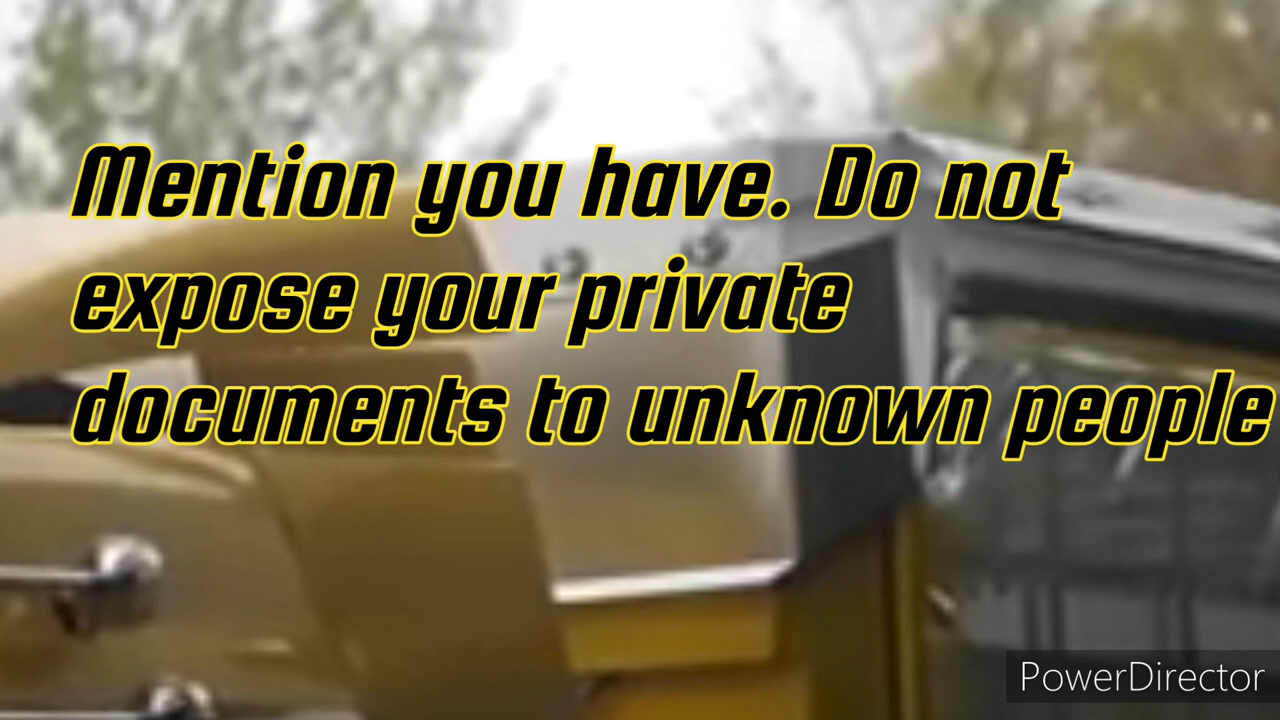 Mention you have. Do not
expose your private
documents to unknown people
PowerDirector